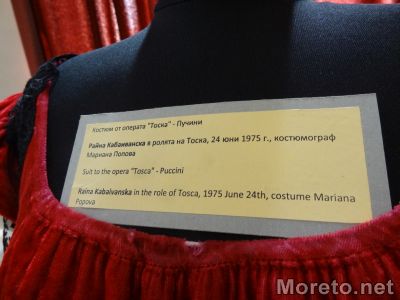 Костюм от операта "Тоска" - Пучини
Райна Кабаиванска в ролята на Тоска, 24 юни 1975 г., костюмограф
Мариана Попова
Suit to the opera "Tosca" - Puccini
Raina Kabaivanska in the role of Tosca, 1975 June 24th, costume Mariana
Popova
Moreto.net